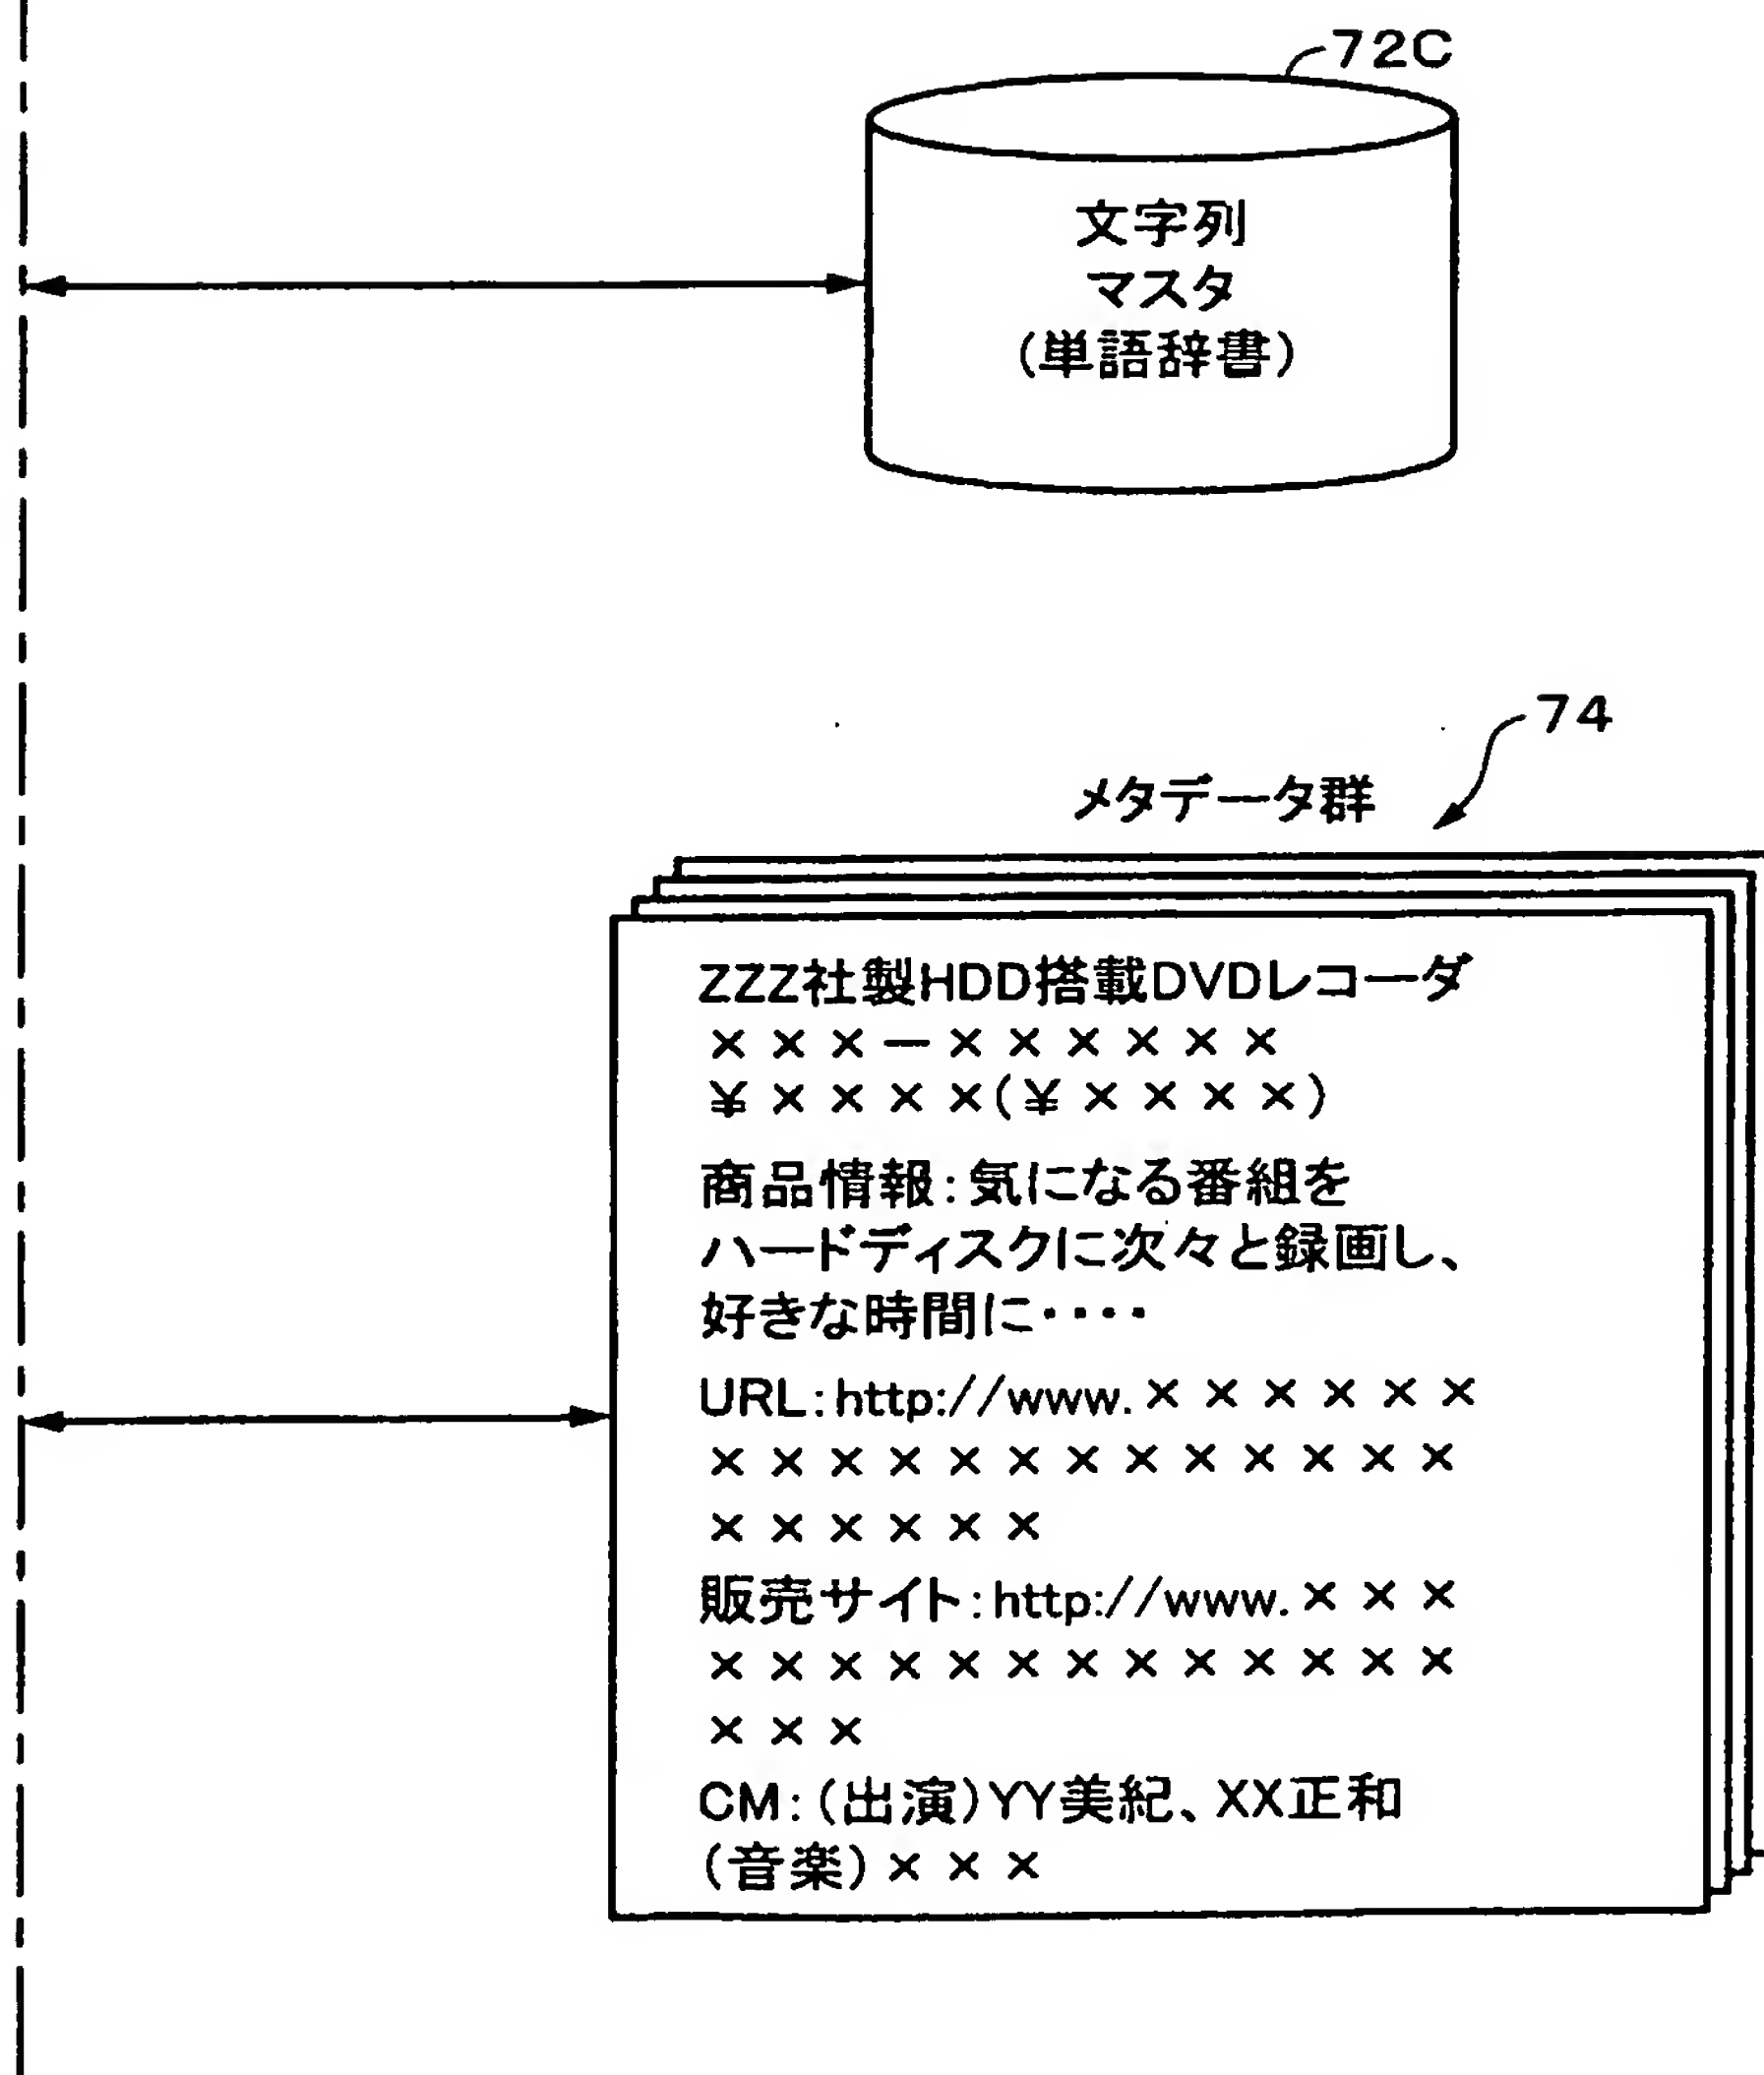 72C
文字列
マスタ
(単語辞書)
74
メタデータ群
ZZZ社製HDD搭載DVDレコーダ
×××ー××××××
¥××××(¥××××)
商品情報:気になる番組を
ハードディスクに次々と録画し、
好きな時間に・・・・
URL:http://www.××××××
×××××××××××××
××××××
販売サイト:http://www.×××
×××××××××××××
×××
CM:(出演)YY美紀、XX正和
(音楽)×××